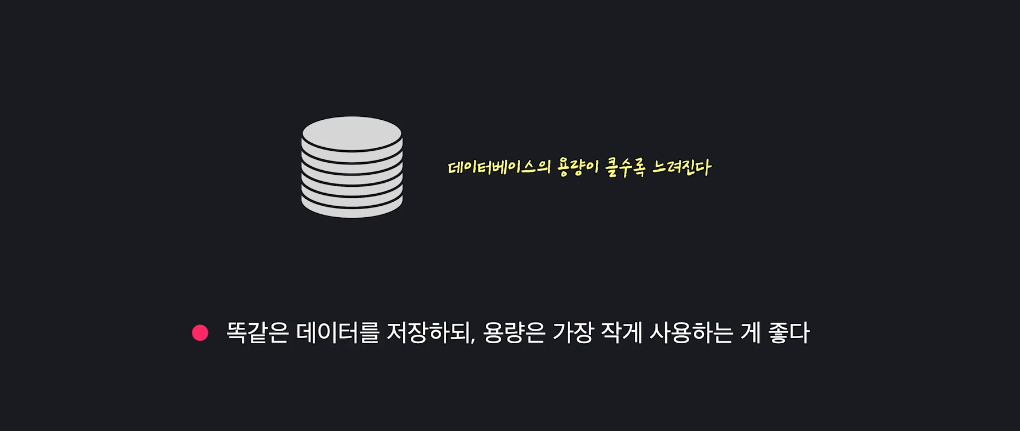 데이터베이스의 용량이 클수록 느려진다
똑같은 데이터를 저장하되, 용량은 가장 작게 사용하는 게 좋다